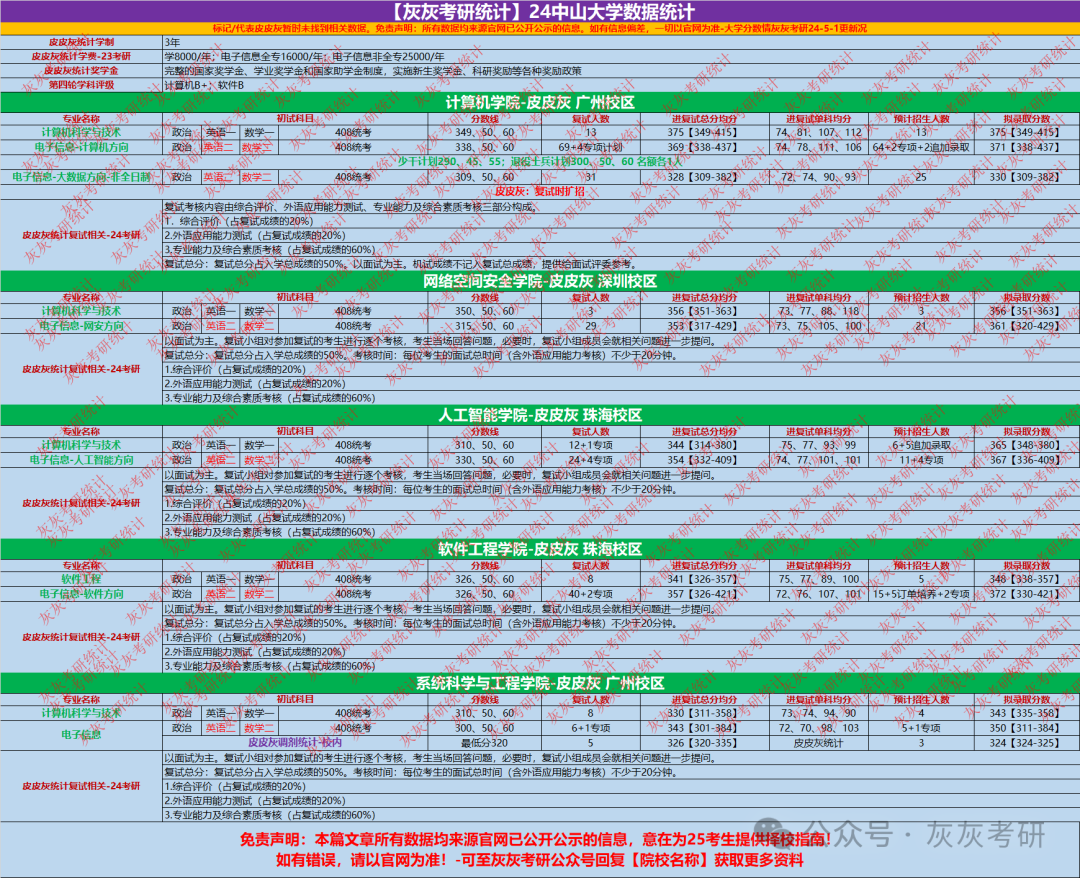 【灰灰考研统计】24中山大学数据统计
标记/代表皮皮灰暂时未找到相关数据。免责声明：所有数据均来源官网已公开公示的信息。如有信息偏差，一切以官网为准-大学分数情灰灰考研24-5-1更新况
皮皮灰统计学制 3年
皮皮灰统计学费-23考研 学8000/年；电子信息全专16000/年；电子信息非全专25000/年
皮皮灰统计奖学金 完整的国家奖学金、学业奖学金和国家助学金制度，实施新生奖学金、科研奖励等各种奖励政策
第四轮学科评级 计算机B+；软件B
计算机学院-皮皮灰 广州校区
专业名称 初试科目 分数线 复试人数 进复试总分均分 进复试单科均分 预计招生人数 拟录取分数
计算机科学与技术 政治 英语一 数学一 408统考 349、50、60 13 375【349-415】 74、81、107、112 13 375【349-415】
电子信息-计算机方向 政治 英语二 数学二 408统考 338、50、60 69+4专项计划 369【338-437】 74、78、111、106 64+2专项+2追加录取 371【338-437】
少干计划290、45、55；退役士兵计划300、50、60 名额各1人
电子信息-大数据方向-非全日制 政治 英语二 数学二 408统考 309、50、60 31 328【309-382】 72、74、90、93 25 330【309-382】
皮皮灰：复试时扩招
皮皮灰统计复试相关-24考研
复试考核内容由综合评价、外语应用能力测试、专业能力及综合素质考核三部分构成。
1．综合评价（占复试成绩的20%）
2.外语应用能力测试（占复试成绩的20%）
3.专业能力及综合素质考核（占复试成绩的60%）
复试总分：复试总分占入学总成绩的50%。以面试为主。机试成绩不记入复试总成绩，提供给面试评委参考。
网络空间安全学院-皮皮灰 深圳校区
专业名称 初试科目 分数线 复试人数 进复试总分均分 进复试单科均分 预计招生人数 拟录取分数
计算机科学与技术 政治 英语一 数学一 408统考 350、50、60 3 356【351-363】 73、77、88、118 3 356【351-363】
电子信息-网安方向 政治 英语二 数学二 408统考 315、50、60 29 353【317-429】 73、75、105、100 21 361【320-429】
皮皮灰统计复试相关-24考研
以面试为主。复试小组对参加复试的考生进行逐个考核，考生当场回答问题，必要时，复试小组成员会就相关问题进一步提问。
复试总分：复试总分占入学总成绩的50%。考核时间：每位考生的面试总时间（含外语应用能力考核）不少于20分钟。
1.综合评价（占复试成绩的20%）
2.外语应用能力测试（占复试成绩的20%）
3.专业能力及综合素质考核（占复试成绩的60%）
人工智能学院-皮皮灰 珠海校区
专业名称 初试科目 分数线 复试人数 进复试总分均分 进复试单科均分 预计招生人数 拟录取分数
计算机科学与技术 政治 英语一 数学一 408统考 310、50、60 12+1专项 344【314-380】 75、77、93、99 6+5追加录取 365【348-380】
电子信息-人工智能方向 政治 英语二 数学二 408统考 330、50、60 24+4专项 354【332-409】 74、77、101、101 11+4专项 367【336-409】
皮皮灰统计复试相关-24考研
以面试为主。复试小组对参加复试的考生进行逐个考核，考生当场回答问题，必要时，复试小组成员会就相关问题进一步提问。
复试总分：复试总分占入学总成绩的50%。考核时间：每位考生的面试总时间（含外语应用能力考核）不少于20分钟。
1.综合评价（占复试成绩的20%）
2.外语应用能力测试（占复试成绩的20%）
3.专业能力及综合素质考核（占复试成绩的60%）
软件工程学院-皮皮灰 珠海校区
专业名称 初试科目 分数线 复试人数 进复试总分均分 进复试单科均分 预计招生人数 拟录取分数
软件工程 政治 英语一 数学一 408统考 326、50、60 8 341【326-357】 75、77、89、100 5 348【338-357】
电子信息-软件方向 政治 英语二 数学二 408统考 326、50、60 40+2专项 357【326-421】 72、76、107、101 15+5订单培养+2专项 372【330-421】
皮皮灰统计复试相关-24考研
以面试为主。复试小组对参加复试的考生进行逐个考核，考生当场回答问题，必要时，复试小组成员会就相关问题进一步提问。
复试总分：复试总分占入学总成绩的50%。考核时间：每位考生的面试总时间（含外语应用能力考核）不少于20分钟。
1.综合评价（占复试成绩的20%）
2.外语应用能力测试（占复试成绩的20%）
3.专业能力及综合素质考核（占复试成绩的60%）
系统科学与工程学院-皮皮灰 广州校区
专业名称 初试科目 分数线 复试人数 进复试总分均分 进复试单科均分 预计招生人数 拟录取分数
计算机科学与技术 政治 英语一 数学一 408统考 310、50、60 8 330【311-358】 73、74、94、90 4 343【335-358】
电子信息 政治 英语二 数学二 408统考 300、50、60 6+1专项 343【301-384】 72、70、98、103 5+1专项 350【311-384】
皮皮灰调剂统计-校内 最低分320 5 326【320-335】 皮皮灰统计 3 324【324-325】
皮皮灰统计复试相关-24考研
以面试为主。复试小组对参加复试的考生进行逐个考核，考生当场回答问题，必要时，复试小组成员会就相关问题进一步提问。
复试总分：复试总分占入学总成绩的50%。考核时间：每位考生的面试总时间（含外语应用能力考核）不少于20分钟。
1.综合评价（占复试成绩的20%）
2.外语应用能力测试（占复试成绩的20%）
3.专业能力及综合素质考核（占复试成绩的60%）
免责声明：本篇文章所有数据均来源官网已公开公示的信息，意在为25考生提供择校指南！
如有错误，请以官网为准！-可至灰灰考研公众号回复【院校名称】获取更多资料
公众号·灰灰考研
灰灰考研统计